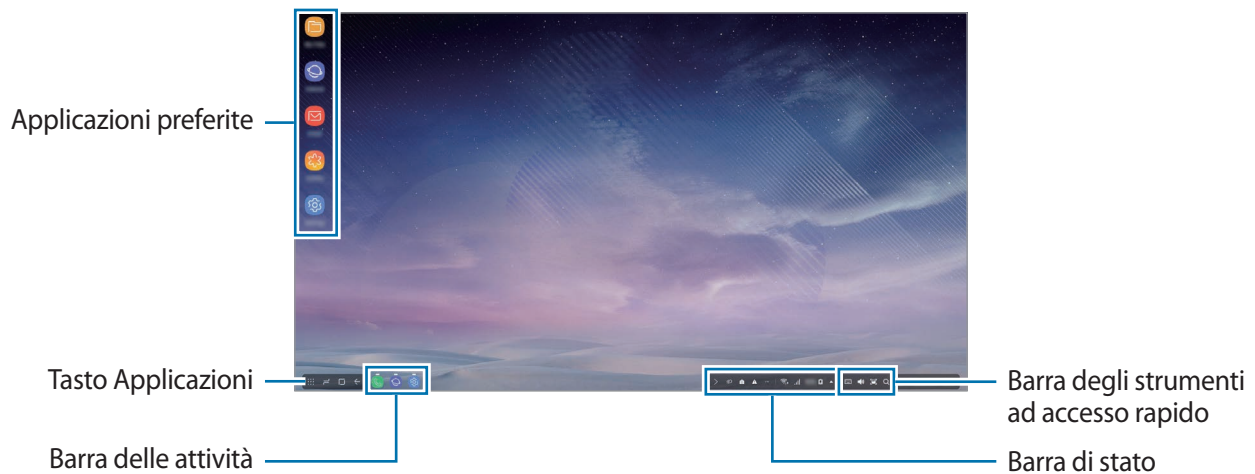 Applicazioni preferite
Tasto Applicazioni
Barra delle attività
Barra degli strumenti
ad accesso rapido
Barra di stato